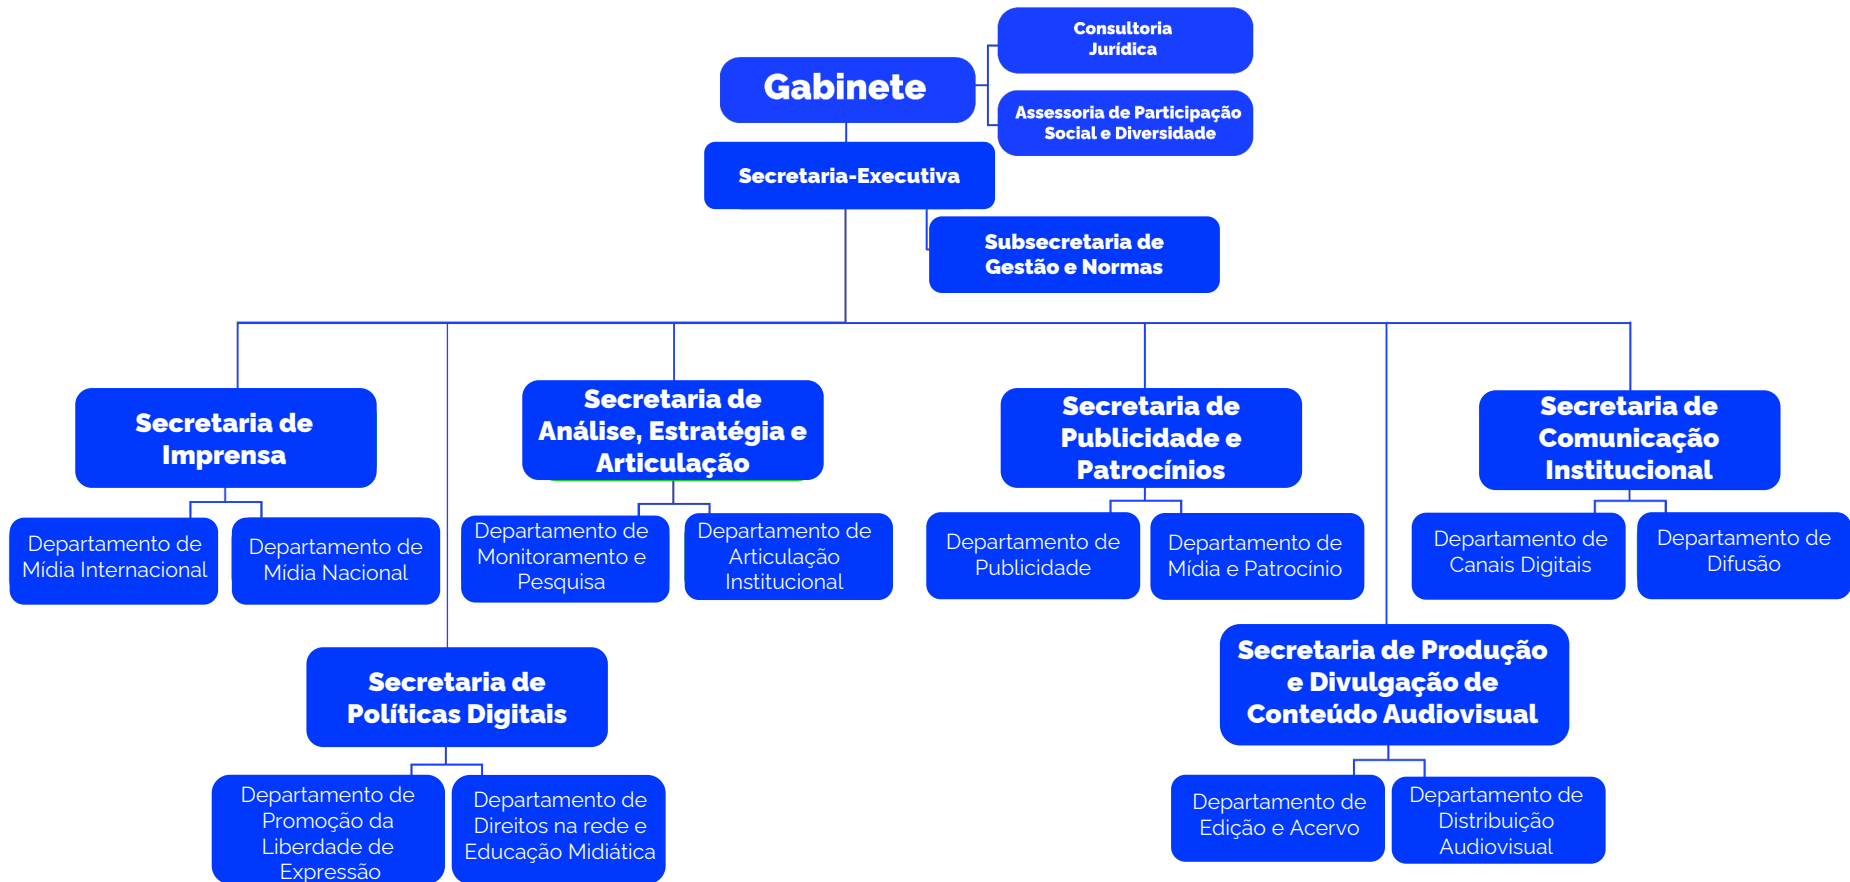 Consultoria
Jurídica
Gabinete
Assessoria de Participação
Social e Diversidade
Secretaria-Executiva
Subsecretaria de
Gestão e Normas
Secretaria de
Imprensa
Secretaria de
Análise, Estratégia e
Articulação
Secretaria de
Publicidade e
Patrocínios
Secretaria de
Comunicação
Institucional
Departamento de
Mídia Internacional
Departamento de
Mídia Nacional
Departamento de
Monitoramento e
Pesquisa
Departamento de
Articulação
Institucional
Departamento de
Publicidade
Departamento de
Mídia e Patrocínio
Departamento de
Canais Digitais
Departamento de
Difusão
Secretaria de
Políticas Digitais
Secretaria de Produção
e Divulgação de
Conteúdo Audiovisual
Departamento de
Promoção da
Liberdade de
Expressão
Departamento de
Direitos na rede e
Educação Midiática
Departamento de
Edição e Acervo
Departamento de
Distribuição
Audiovisual